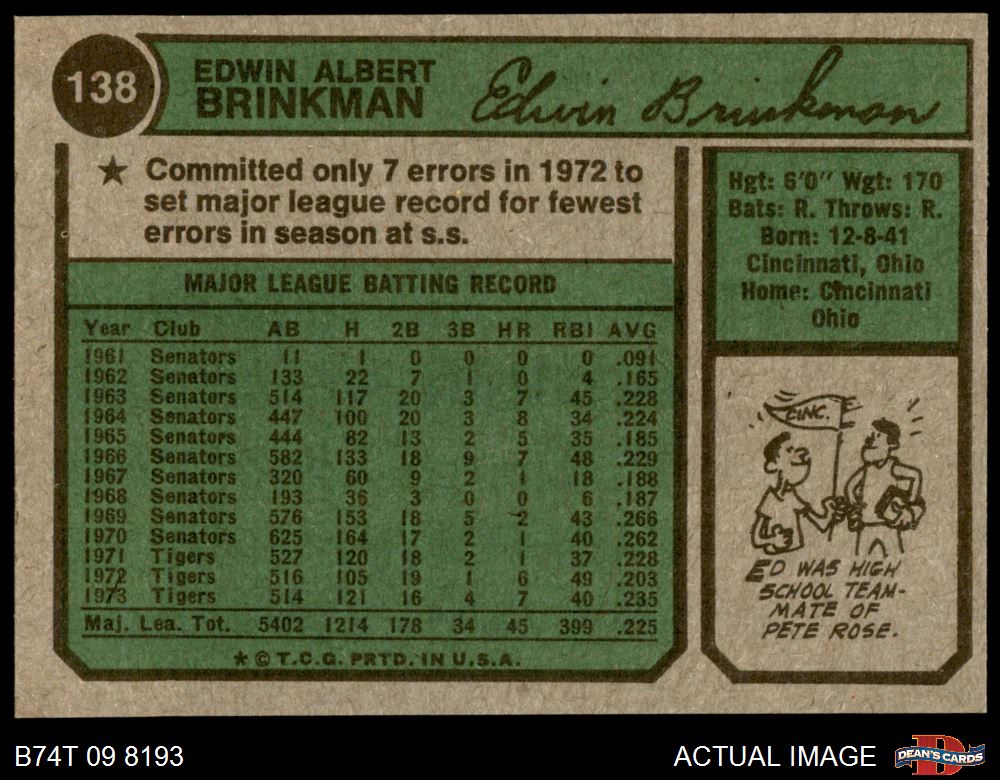 138
EDWIN ALBERT
BRINKMAN
Edwin Brinkman
★ Committed only 7 errors in 1972 to
set major league record for fewest
errors in season at s.s.
MAJOR LEAGUE BATTING RECORD
Year Club AB H 2B 3B HR RBI AVG
1961 Senators 11 1 0 0 0 0 .091
1962 Senators 133 22 7 1 0 4 .165
1963 Senators 514 117 20 3 7 45 .228
1964 Senators 447 100 20 3 8 34 .224
1965 Senators 444 82 13 2 5 35 .185
1966 Senators 582 133 18 9 7 48 .229
1967 Senators 320 60 9 2 1 18 .188
1968 Senators 193 36 3 0 0 6 .187
1969 Senators 576 153 18 5 2 43 .266
1970 Senators 625 164 17 2 1 40 .262
1971 Tigers 527 120 18 2 1 37 .228
1972 Tigers 516 105 19 1 6 49 .203
1973 Tigers 514 121 16 4 7 40 .235
Maj. Lea. Tot. 5402 1214 178 34 45 399 .225
★ © T.C.G. PRTD. IN U.S.A.
Hgt: 6'0" Wgt: 170
Bats: R. Throws: R.
Born: 12-8-41
Cincinnati, Ohio
Home: Cincinnati
Ohio
CINC.
ED WAS HIGH
SCHOOL TEAM-
MATE OF
PETE ROSE.
B74T 09 8193
ACTUAL IMAGE
D
DEAN'S CARDS